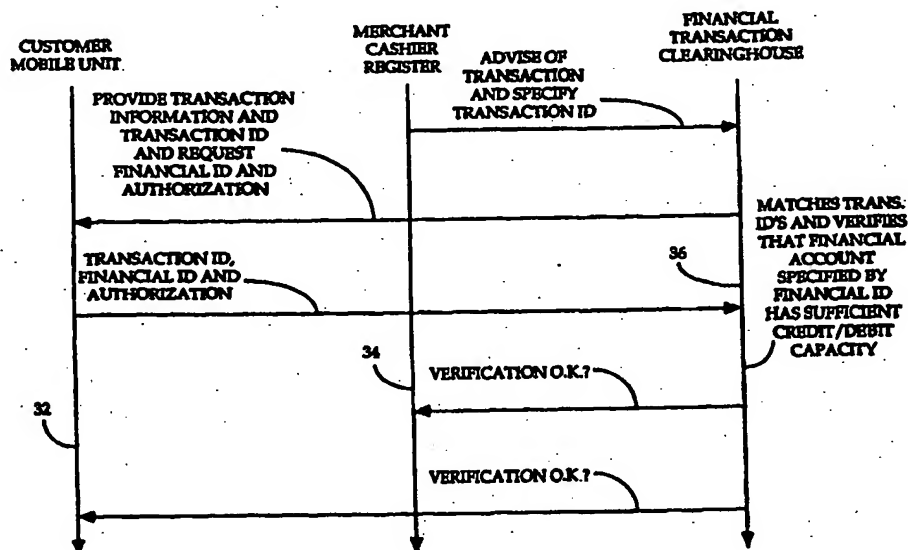 CUSTOMER
MOBILE UNIT
MERCHANT
CASHIER
REGISTER
FINANCIAL
TRANSACTION
CLEARINGHOUSE
ADVISE OF
TRANSACTION
AND SPECIFY
TRANSACTION ID
PROVIDE TRANSACTION
INFORMATION AND
TRANSACTION ID
AND REQUEST
FINANCIAL ID AND
AUTHORIZATION
MATCHES TRANS.
ID'S AND VERIFIES
THAT FINANCIAL
ACCOUNT
SPECIFIED BY
FINANCIAL ID
HAS SUFFICIENT
CREDIT/DEBIT
CAPACITY
TRANSACTION ID,
FINANCIAL ID AND
AUTHORIZATION
36
34
VERIFICATION O.K.?
32
VERIFICATION O.K.?